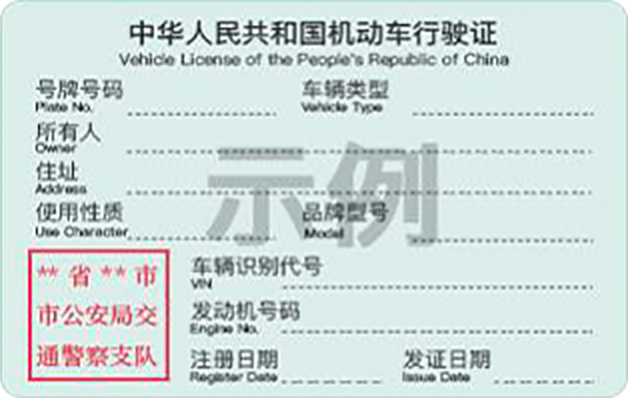 中华人民共和国机动车行驶证
Vehicle License of the People's Republic of China
号牌号码 车辆类型
Plate No. Vehicle Type
所有人
Owner
住址
Address
示例
使用性质 品牌型号
Use Character Model
**省**市
市公安局交
通警察支队
车辆识别代号
VIN
发动机号码
Engine No.
注册日期 发证日期
Register Date Issue Date